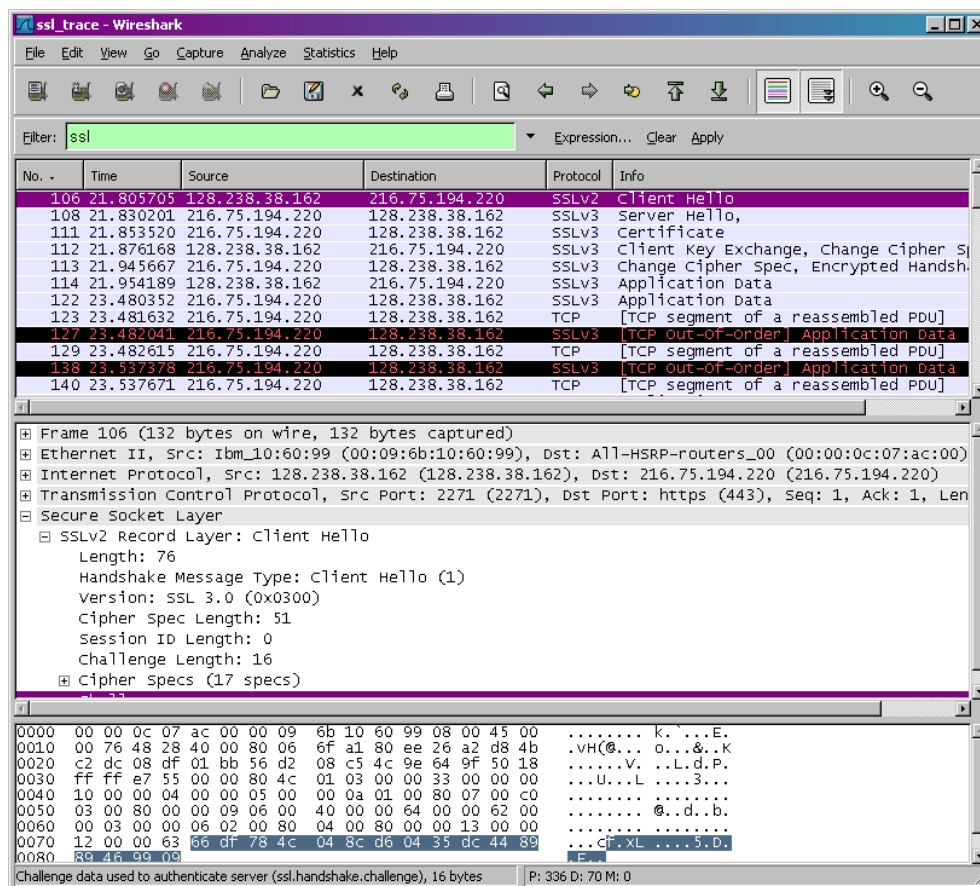 ssl_trace - Wireshark
File Edit View Go Capture Analyze Statistics Help
Filter: ssl Expression... Clear Apply
No. - Time Source Destination Protocol Info
106 21.805705 128.238.38.162 216.75.194.220 SSLv2 Client Hello
108 21.830201 216.75.194.220 128.238.38.162 SSLv3 Server Hello,
111 21.853520 216.75.194.220 128.238.38.162 SSLv3 Certificate
112 21.876168 128.238.38.162 216.75.194.220 SSLv3 Client Key Exchange, Change Cipher Sp
113 21.945667 216.75.194.220 128.238.38.162 SSLv3 Change Cipher Spec, Encrypted Handsh
114 21.954189 128.238.38.162 216.75.194.220 SSLv3 Application Data
122 23.480352 216.75.194.220 128.238.38.162 SSLv3 Application Data
123 23.481632 216.75.194.220 128.238.38.162 TCP [TCP segment of a reassembled PDU]
127 23.482041 216.75.194.220 128.238.38.162 SSLv3 [TCP Out-Of-Order] Application Data
129 23.482615 216.75.194.220 128.238.38.162 TCP [TCP segment of a reassembled PDU]
138 23.537378 216.75.194.220 128.238.38.162 SSLv3 [TCP Out-Of-Order] Application Data
140 23.537671 216.75.194.220 128.238.38.162 TCP [TCP segment of a reassembled PDU]
Frame 106 (132 bytes on wire, 132 bytes captured)
Ethernet II, Src: Ibm_10:60:99 (00:09:6b:10:60:99), Dst: All-HSRP-routers_00 (00:00:0c:07:ac:00)
Internet Protocol, Src: 128.238.38.162 (128.238.38.162), Dst: 216.75.194.220 (216.75.194.220)
Transmission Control Protocol, Src Port: 2271 (2271), Dst Port: https (443), Seq: 1, Ack: 1, Len
Secure Socket Layer
SSLv2 Record Layer: Client Hello
Length: 76
Handshake Message Type: Client Hello (1)
Version: SSL 3.0 (0x0300)
Cipher Spec Length: 51
Session ID Length: 0
Challenge Length: 16
Cipher Specs (17 specs)
0000 00 00 0c 07 ac 00 00 09 6b 10 60 99 08 00 45 00 ........ k.`...E.
0010 00 76 48 28 40 00 80 06 6f a1 80 ee 26 a2 d8 4b .vH(@... o...&..K
0020 c2 dc 08 df 01 bb 56 d2 08 c5 4c 9e 64 9f 50 18 ......V. ..L.d.P.
0030 ff ff e7 55 00 00 80 4c 01 03 00 00 33 00 00 00 ...U...L ....3...
0040 10 00 00 04 00 00 05 00 00 0a 01 00 80 07 00 c0 ........ ........
0050 03 00 80 00 00 09 06 00 40 00 00 64 00 00 62 00 ........ @..d..b.
0060 00 03 00 00 06 02 00 80 04 00 80 00 00 13 00 00 ........ ........
0070 12 00 00 63 66 df 78 4c 04 8c d6 04 35 dc 44 89 ...cf.xL ....5.D.
0080 89 46 99 09 .F..
Challenge data used to authenticate server (ssl.handshake.challenge), 16 bytes P: 336 D: 70 M: 0